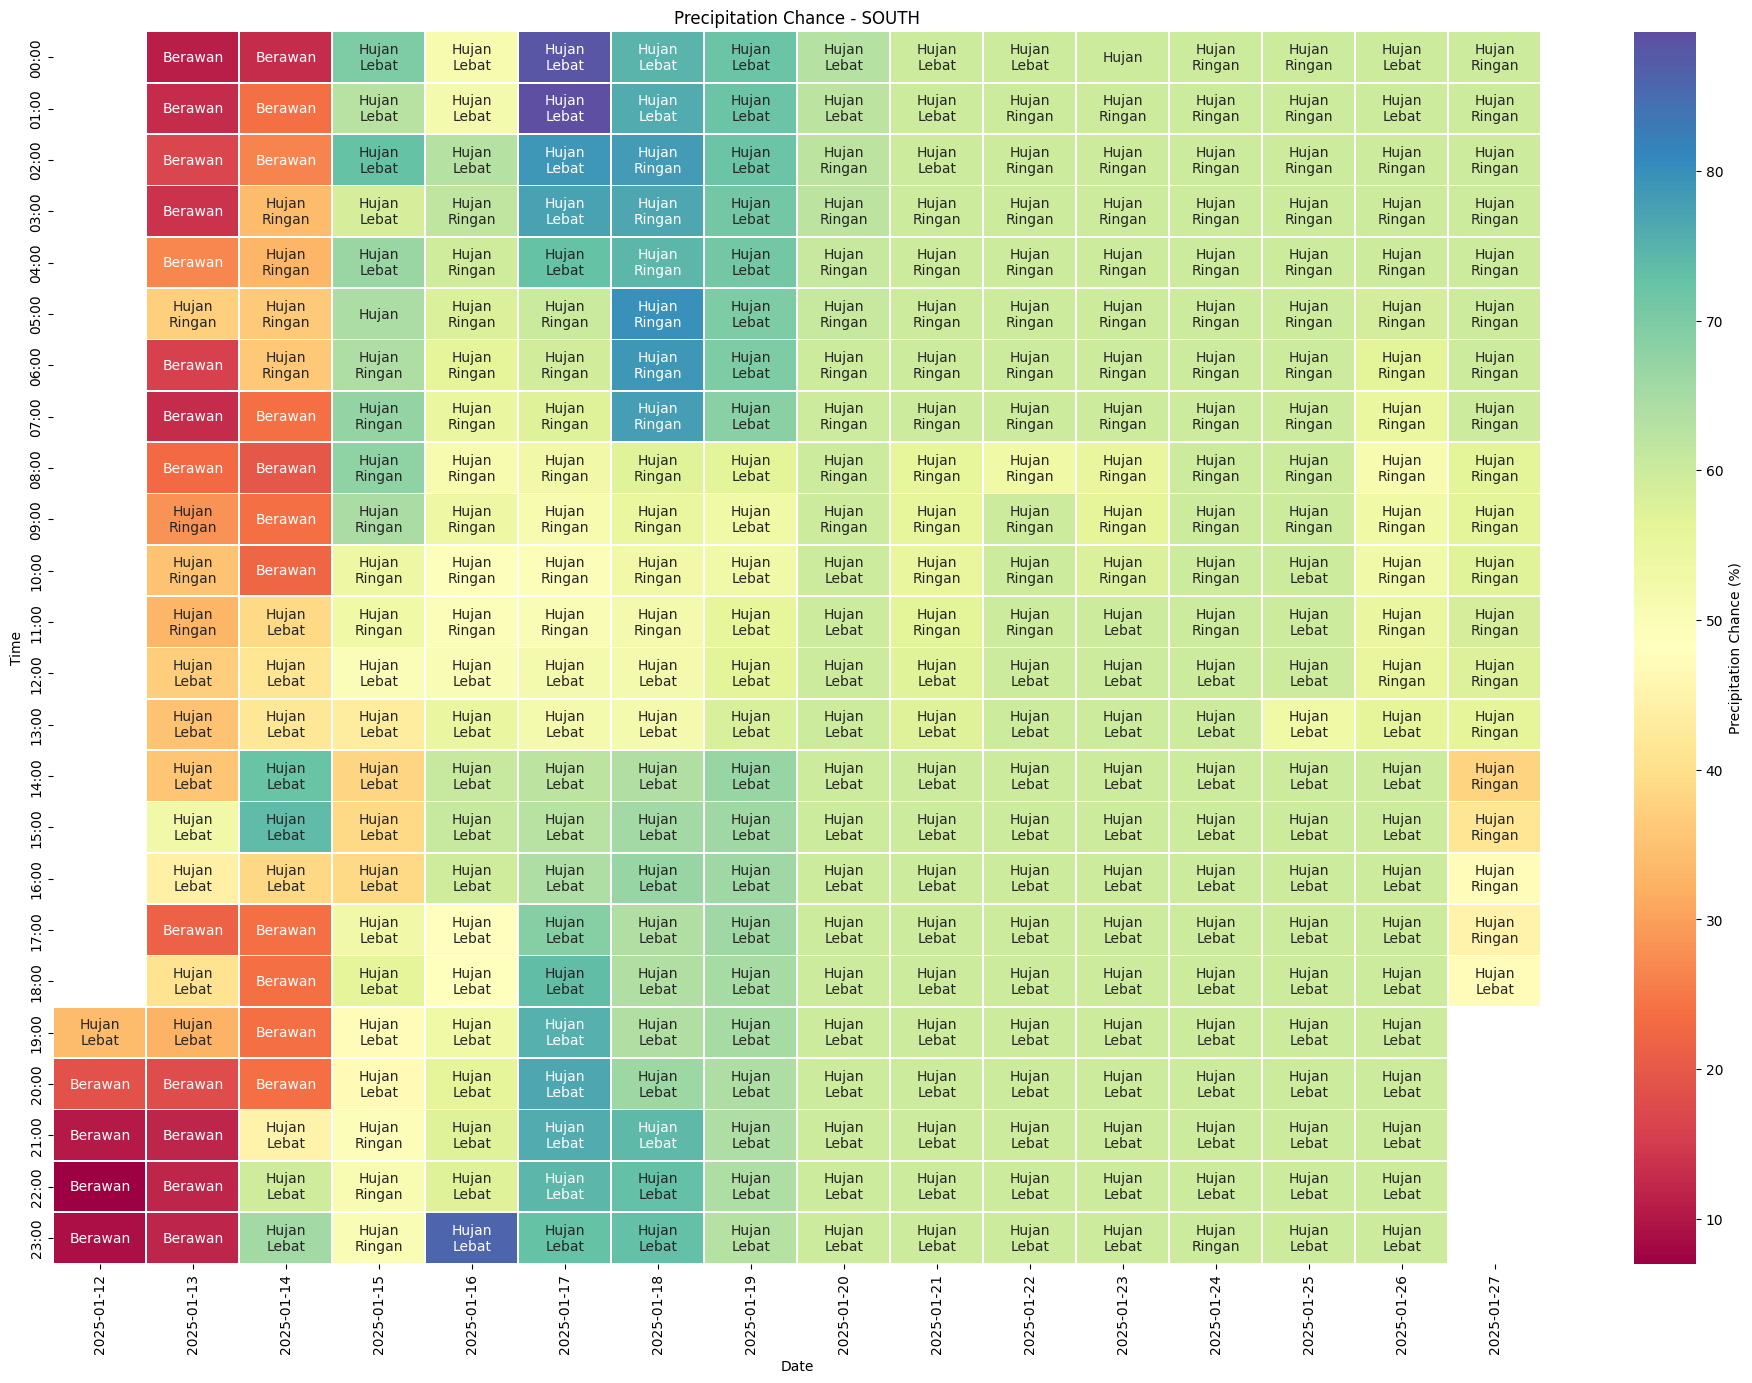 Precipitation Chance - SOUTH
00:00 Berawan Berawan Hujan Lebat Hujan Lebat Hujan Lebat Hujan Lebat Hujan Lebat Hujan Lebat Hujan Lebat Hujan Lebat Hujan Hujan Ringan Hujan Ringan Hujan Lebat Hujan Ringan
01:00 Berawan Berawan Hujan Lebat Hujan Lebat Hujan Lebat Hujan Lebat Hujan Lebat Hujan Lebat Hujan Lebat Hujan Ringan Hujan Ringan Hujan Ringan Hujan Ringan Hujan Lebat Hujan Ringan
02:00 Berawan Berawan Hujan Lebat Hujan Lebat Hujan Lebat Hujan Ringan Hujan Lebat Hujan Ringan Hujan Lebat Hujan Ringan Hujan Ringan Hujan Ringan Hujan Ringan Hujan Ringan Hujan Ringan
03:00 Berawan Hujan Ringan Hujan Lebat Hujan Ringan Hujan Lebat Hujan Ringan Hujan Lebat Hujan Ringan Hujan Ringan Hujan Ringan Hujan Ringan Hujan Ringan Hujan Ringan Hujan Ringan Hujan Ringan
04:00 Berawan Hujan Ringan Hujan Lebat Hujan Ringan Hujan Lebat Hujan Ringan Hujan Lebat Hujan Ringan Hujan Ringan Hujan Ringan Hujan Ringan Hujan Ringan Hujan Ringan Hujan Ringan Hujan Ringan
05:00 Hujan Ringan Hujan Ringan Hujan Hujan Ringan Hujan Ringan Hujan Ringan Hujan Lebat Hujan Ringan Hujan Ringan Hujan Ringan Hujan Ringan Hujan Ringan Hujan Ringan Hujan Ringan Hujan Ringan
06:00 Berawan Hujan Ringan Hujan Ringan Hujan Ringan Hujan Ringan Hujan Ringan Hujan Lebat Hujan Ringan Hujan Ringan Hujan Ringan Hujan Ringan Hujan Ringan Hujan Ringan Hujan Ringan Hujan Ringan
07:00 Berawan Berawan Hujan Ringan Hujan Ringan Hujan Ringan Hujan Ringan Hujan Lebat Hujan Ringan Hujan Ringan Hujan Ringan Hujan Ringan Hujan Ringan Hujan Ringan Hujan Ringan Hujan Ringan
08:00 Berawan Berawan Hujan Ringan Hujan Ringan Hujan Ringan Hujan Ringan Hujan Lebat Hujan Ringan Hujan Ringan Hujan Ringan Hujan Ringan Hujan Ringan Hujan Ringan Hujan Ringan Hujan Ringan
09:00 Hujan Ringan Berawan Hujan Ringan Hujan Ringan Hujan Ringan Hujan Ringan Hujan Lebat Hujan Ringan Hujan Ringan Hujan Ringan Hujan Ringan Hujan Ringan Hujan Ringan Hujan Ringan Hujan Ringan
10:00 Hujan Ringan Berawan Hujan Ringan Hujan Ringan Hujan Ringan Hujan Ringan Hujan Lebat Hujan Lebat Hujan Ringan Hujan Ringan Hujan Ringan Hujan Ringan Hujan Lebat Hujan Ringan Hujan Ringan
11:00 Hujan Ringan Hujan Lebat Hujan Ringan Hujan Ringan Hujan Ringan Hujan Ringan Hujan Lebat Hujan Lebat Hujan Ringan Hujan Ringan Hujan Lebat Hujan Ringan Hujan Lebat Hujan Ringan Hujan Ringan
12:00 Hujan Lebat Hujan Lebat Hujan Lebat Hujan Lebat Hujan Lebat Hujan Lebat Hujan Lebat Hujan Lebat Hujan Lebat Hujan Lebat Hujan Lebat Hujan Lebat Hujan Lebat Hujan Ringan Hujan Ringan
13:00 Hujan Lebat Hujan Lebat Hujan Lebat Hujan Lebat Hujan Lebat Hujan Lebat Hujan Lebat Hujan Lebat Hujan Lebat Hujan Lebat Hujan Lebat Hujan Lebat Hujan Lebat Hujan Lebat Hujan Ringan
14:00 Hujan Lebat Hujan Lebat Hujan Lebat Hujan Lebat Hujan Lebat Hujan Lebat Hujan Lebat Hujan Lebat Hujan Lebat Hujan Lebat Hujan Lebat Hujan Lebat Hujan Lebat Hujan Lebat Hujan Ringan
15:00 Hujan Lebat Hujan Lebat Hujan Lebat Hujan Lebat Hujan Lebat Hujan Lebat Hujan Lebat Hujan Lebat Hujan Lebat Hujan Lebat Hujan Lebat Hujan Lebat Hujan Lebat Hujan Lebat Hujan Ringan
16:00 Hujan Lebat Hujan Lebat Hujan Lebat Hujan Lebat Hujan Lebat Hujan Lebat Hujan Lebat Hujan Lebat Hujan Lebat Hujan Lebat Hujan Lebat Hujan Lebat Hujan Lebat Hujan Lebat Hujan Ringan
17:00 Berawan Berawan Hujan Lebat Hujan Lebat Hujan Lebat Hujan Lebat Hujan Lebat Hujan Lebat Hujan Lebat Hujan Lebat Hujan Lebat Hujan Lebat Hujan Lebat Hujan Lebat Hujan Ringan
18:00 Hujan Lebat Berawan Hujan Lebat Hujan Lebat Hujan Lebat Hujan Lebat Hujan Lebat Hujan Lebat Hujan Lebat Hujan Lebat Hujan Lebat Hujan Lebat Hujan Lebat Hujan Lebat Hujan Lebat
19:00 Hujan Lebat Hujan Lebat Berawan Hujan Lebat Hujan Lebat Hujan Lebat Hujan Lebat Hujan Lebat Hujan Lebat Hujan Lebat Hujan Lebat Hujan Lebat Hujan Lebat Hujan Lebat Hujan Lebat
20:00 Berawan Berawan Berawan Hujan Lebat Hujan Lebat Hujan Lebat Hujan Lebat Hujan Lebat Hujan Lebat Hujan Lebat Hujan Lebat Hujan Lebat Hujan Lebat Hujan Lebat Hujan Lebat
21:00 Berawan Berawan Hujan Lebat Hujan Ringan Hujan Lebat Hujan Lebat Hujan Lebat Hujan Lebat Hujan Lebat Hujan Lebat Hujan Lebat Hujan Lebat Hujan Lebat Hujan Lebat Hujan Lebat
22:00 Berawan Berawan Hujan Lebat Hujan Ringan Hujan Lebat Hujan Lebat Hujan Lebat Hujan Lebat Hujan Lebat Hujan Lebat Hujan Lebat Hujan Lebat Hujan Lebat Hujan Lebat Hujan Lebat
23:00 Berawan Berawan Hujan Lebat Hujan Ringan Hujan Lebat Hujan Lebat Hujan Lebat Hujan Lebat Hujan Lebat Hujan Lebat Hujan Lebat Hujan Lebat Hujan Ringan Hujan Lebat Hujan Lebat
Time
2025-01-12 2025-01-13 2025-01-14 2025-01-15 2025-01-16 2025-01-17 2025-01-18 2025-01-19 2025-01-20 2025-01-21 2025-01-22 2025-01-23 2025-01-24 2025-01-25 2025-01-26 2025-01-27
Date
80
70
60
50
40
30
20
10
Precipitation Chance (%)